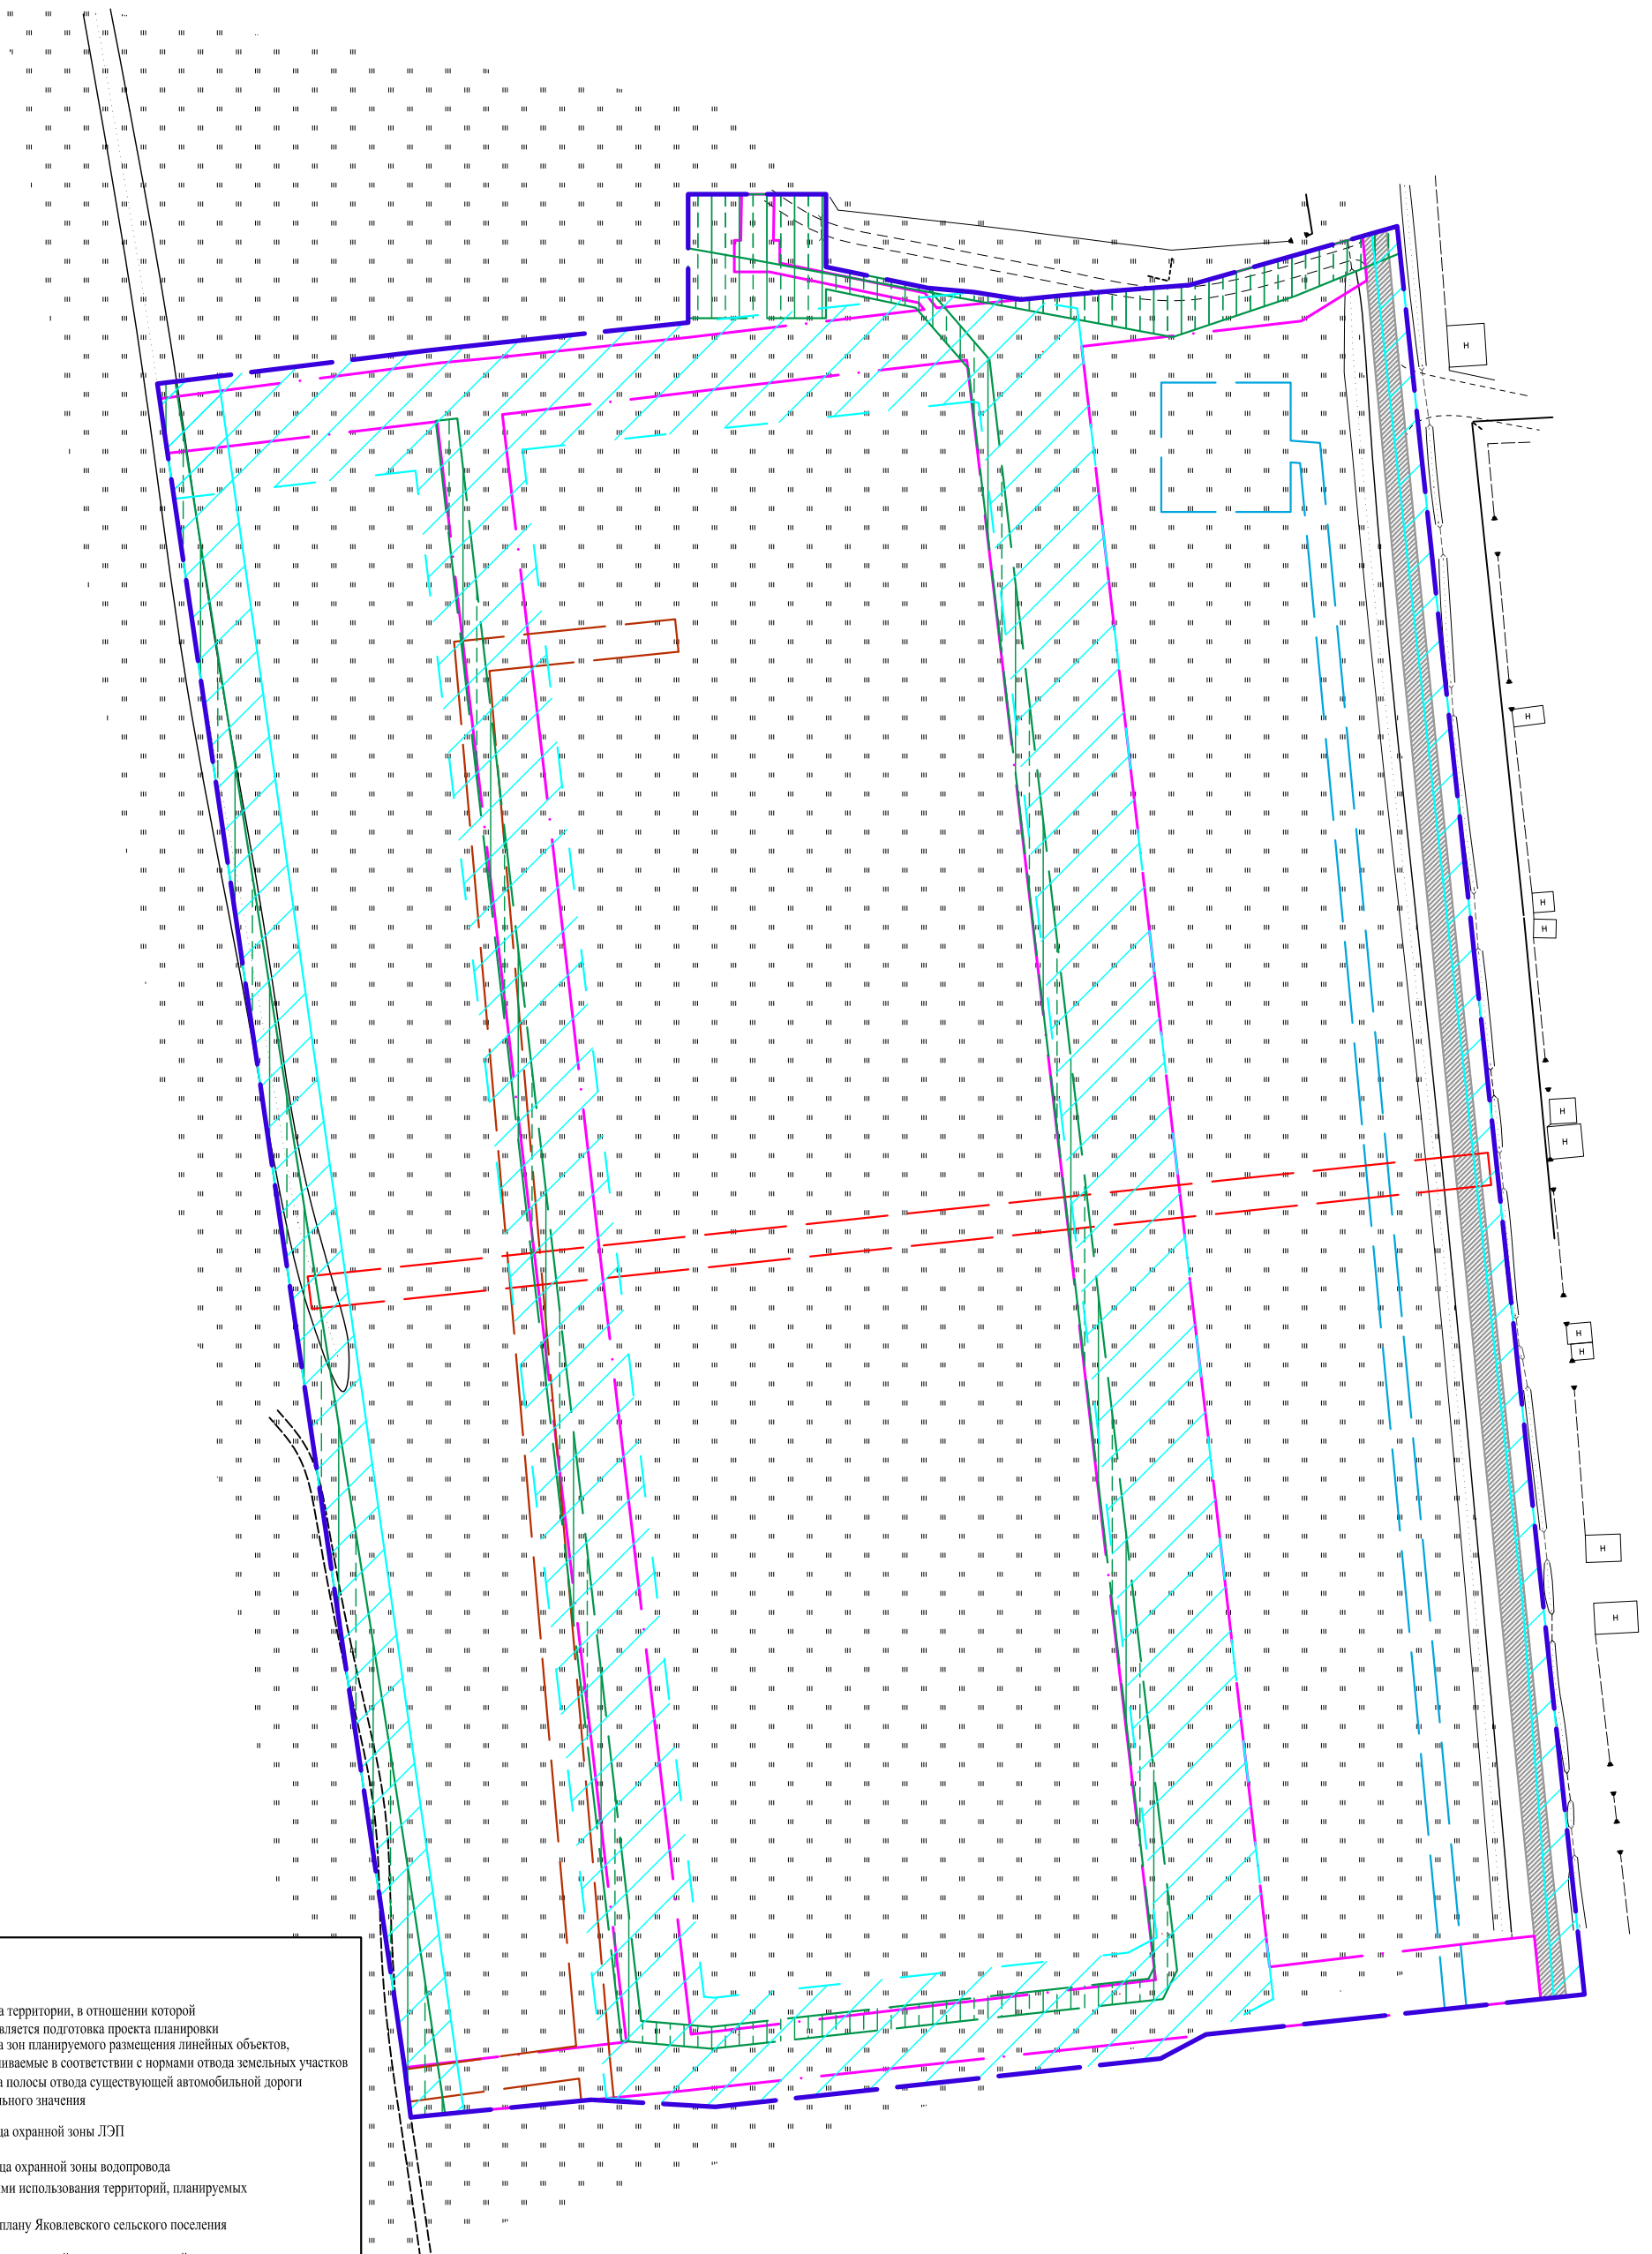 Н
Н
Н
Н
Н
Н
Н
Н
Н
Н
территории, в отношении которой
вляется подготовка проекта планировки
зон планируемого размещения линейных объектов,
иваемые в соответствии с нормами отвода земельных участков
полосы отвода существующей автомобильной дороги
ьного значения
ца охранной зоны ЛЭП
ца охранной зоны водопровода
ми использования территорий, планируемых
плану Яковлевского сельского поселения